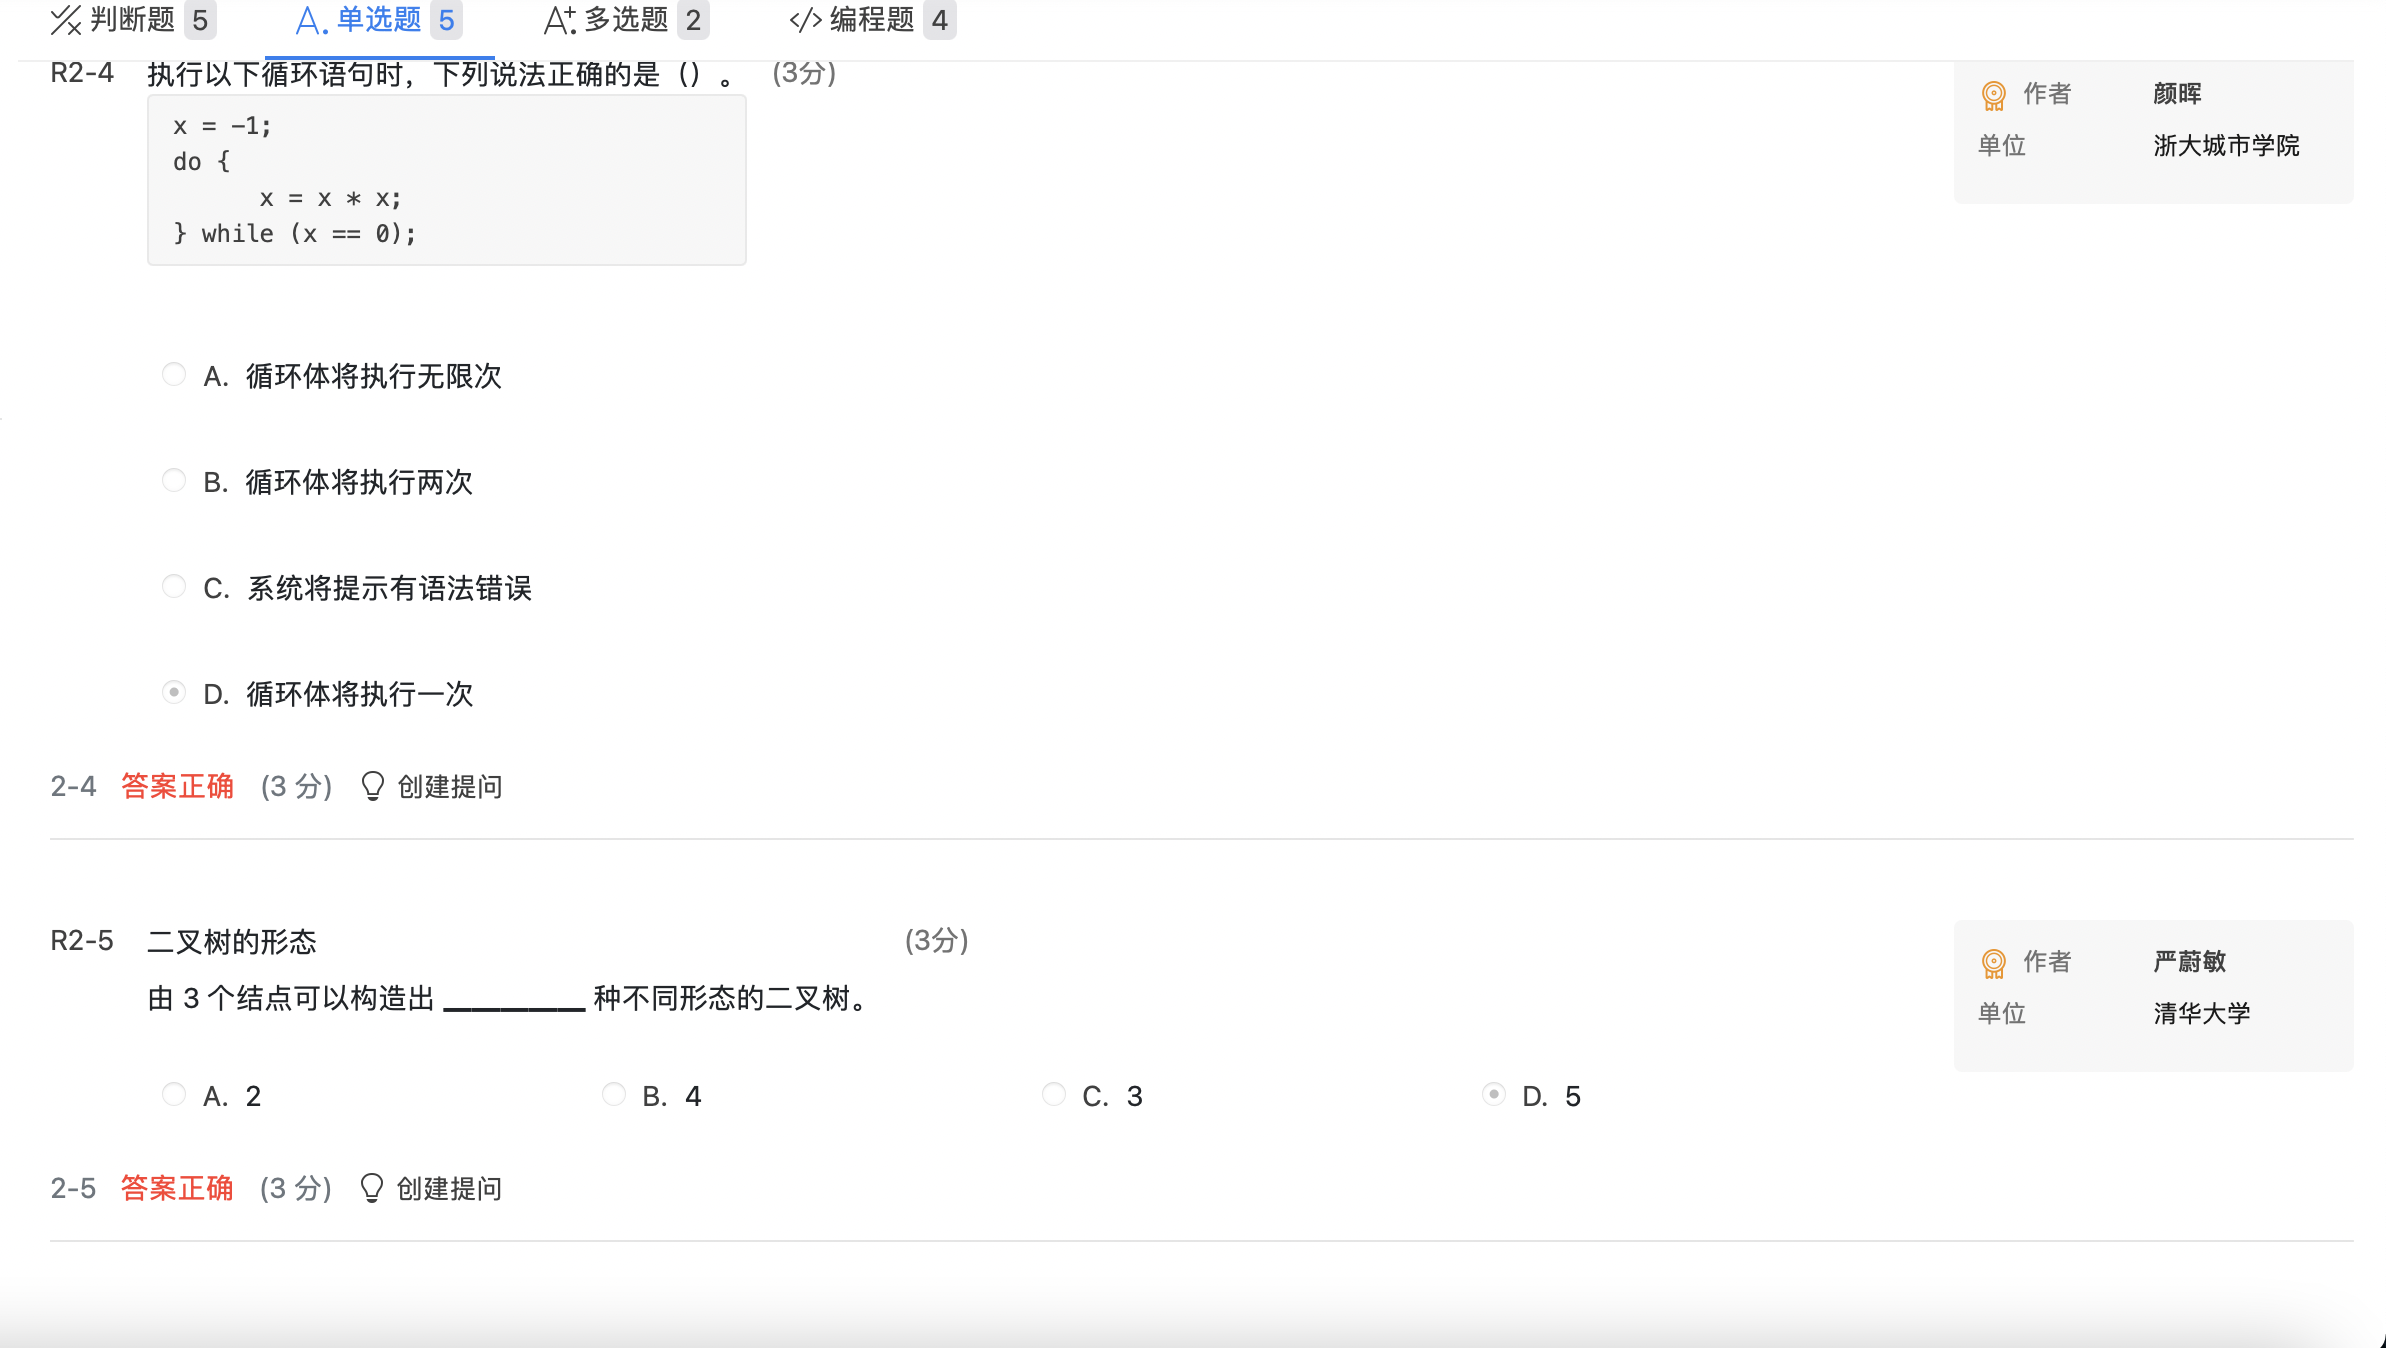 判断题 5 A. 单选题 5 A+. 多选题 2 </> 编程题 4
R2-4 执行以下循环语句时，下列说法正确的是（）。 (3分)
x = -1;
do {
      x = x * x;
} while (x == 0);
作者 颜晖
单位 浙大城市学院
A. 循环体将执行无限次
B. 循环体将执行两次
C. 系统将提示有语法错误
D. 循环体将执行一次
2-4 答案正确 (3 分) 创建提问
R2-5 二叉树的形态 (3分)
由 3 个结点可以构造出 __________ 种不同形态的二叉树。
作者 严蔚敏
单位 清华大学
A. 2 B. 4 C. 3 D. 5
2-5 答案正确 (3 分) 创建提问